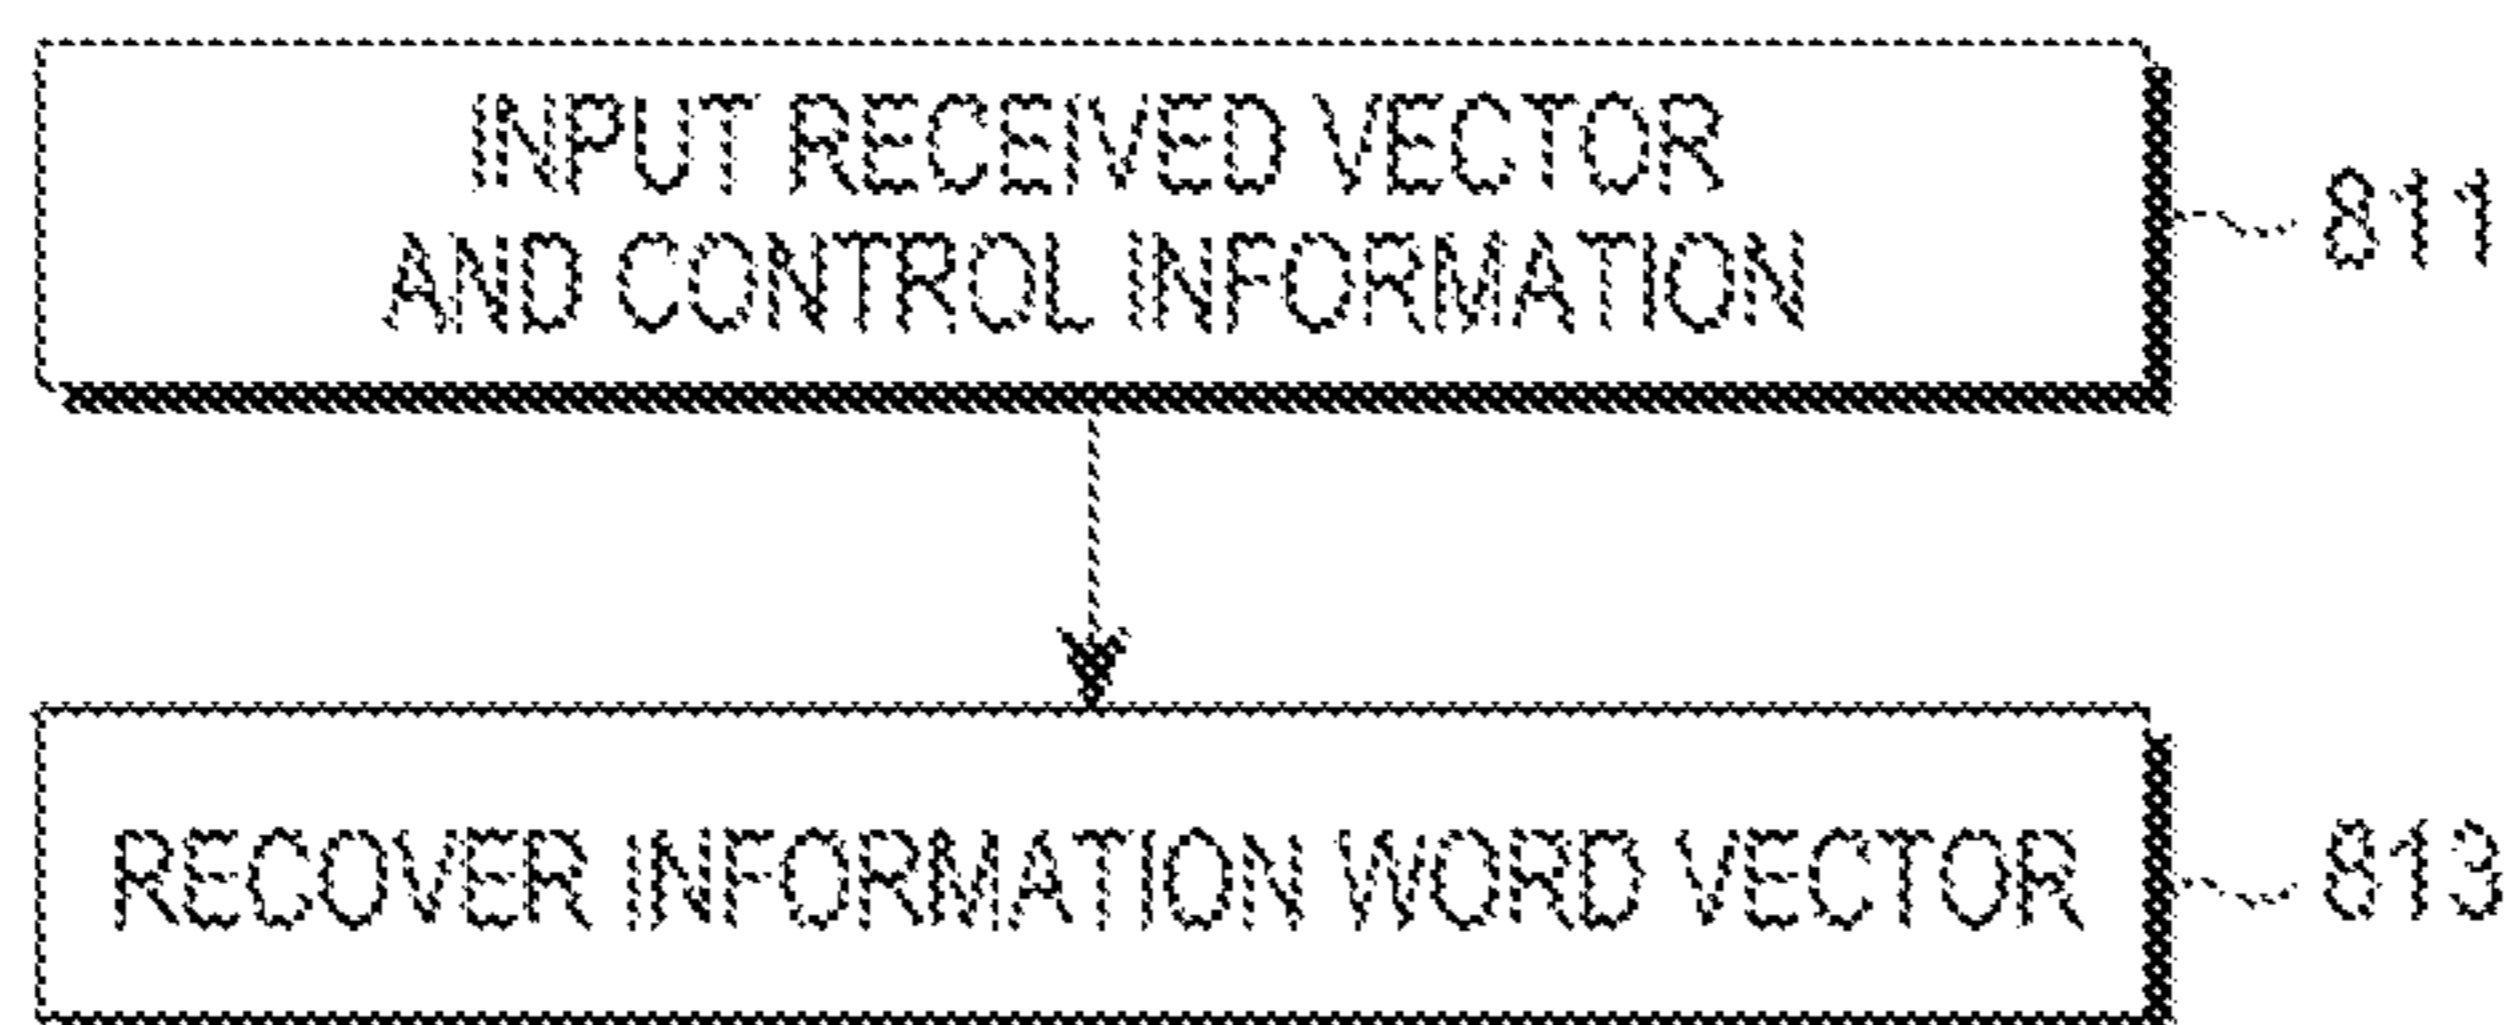 INPUT RECEIVED VECTOR
AND CONTROL INFORMATION
811
RECOVER INFORMATION WORD VECTOR
813